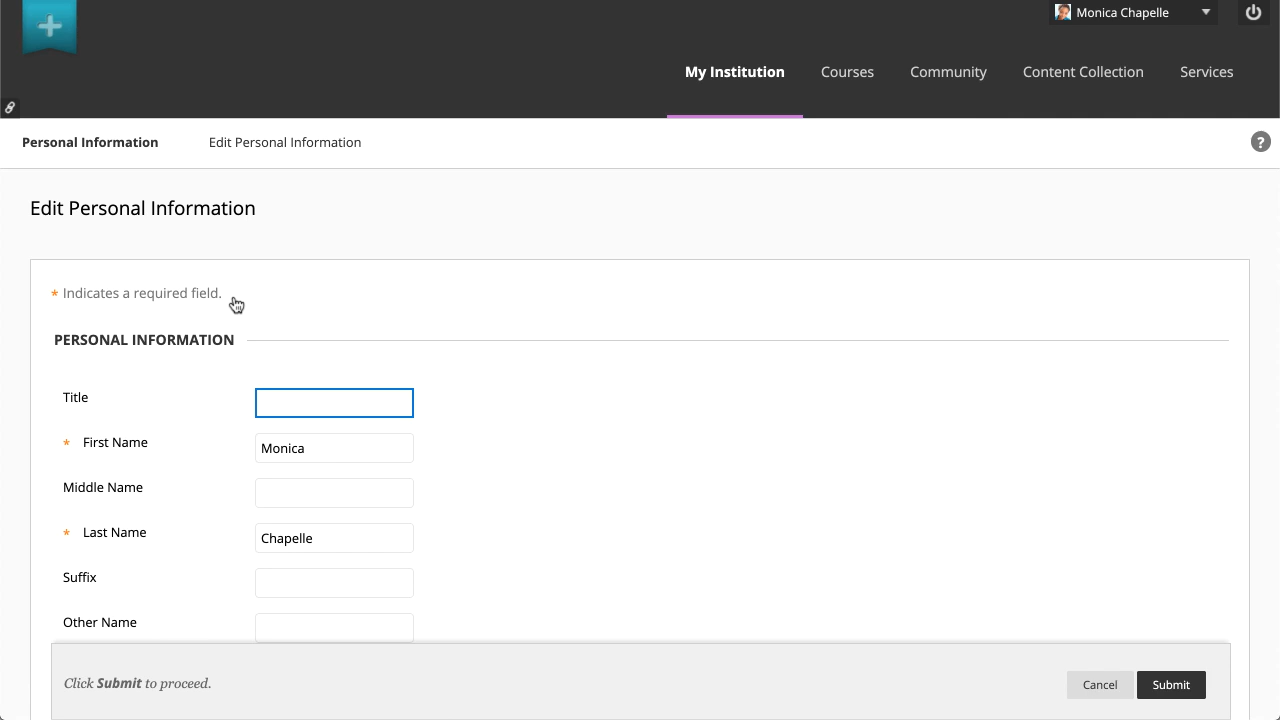 Monica Chapelle
My Institution Courses Community Content Collection Services
Personal Information Edit Personal Information ?
Edit Personal Information
* Indicates a required field.
PERSONAL INFORMATION
Title
* First Name Monica
Middle Name
* Last Name Chapelle
Suffix
Other Name
Click Submit to proceed. Cancel Submit